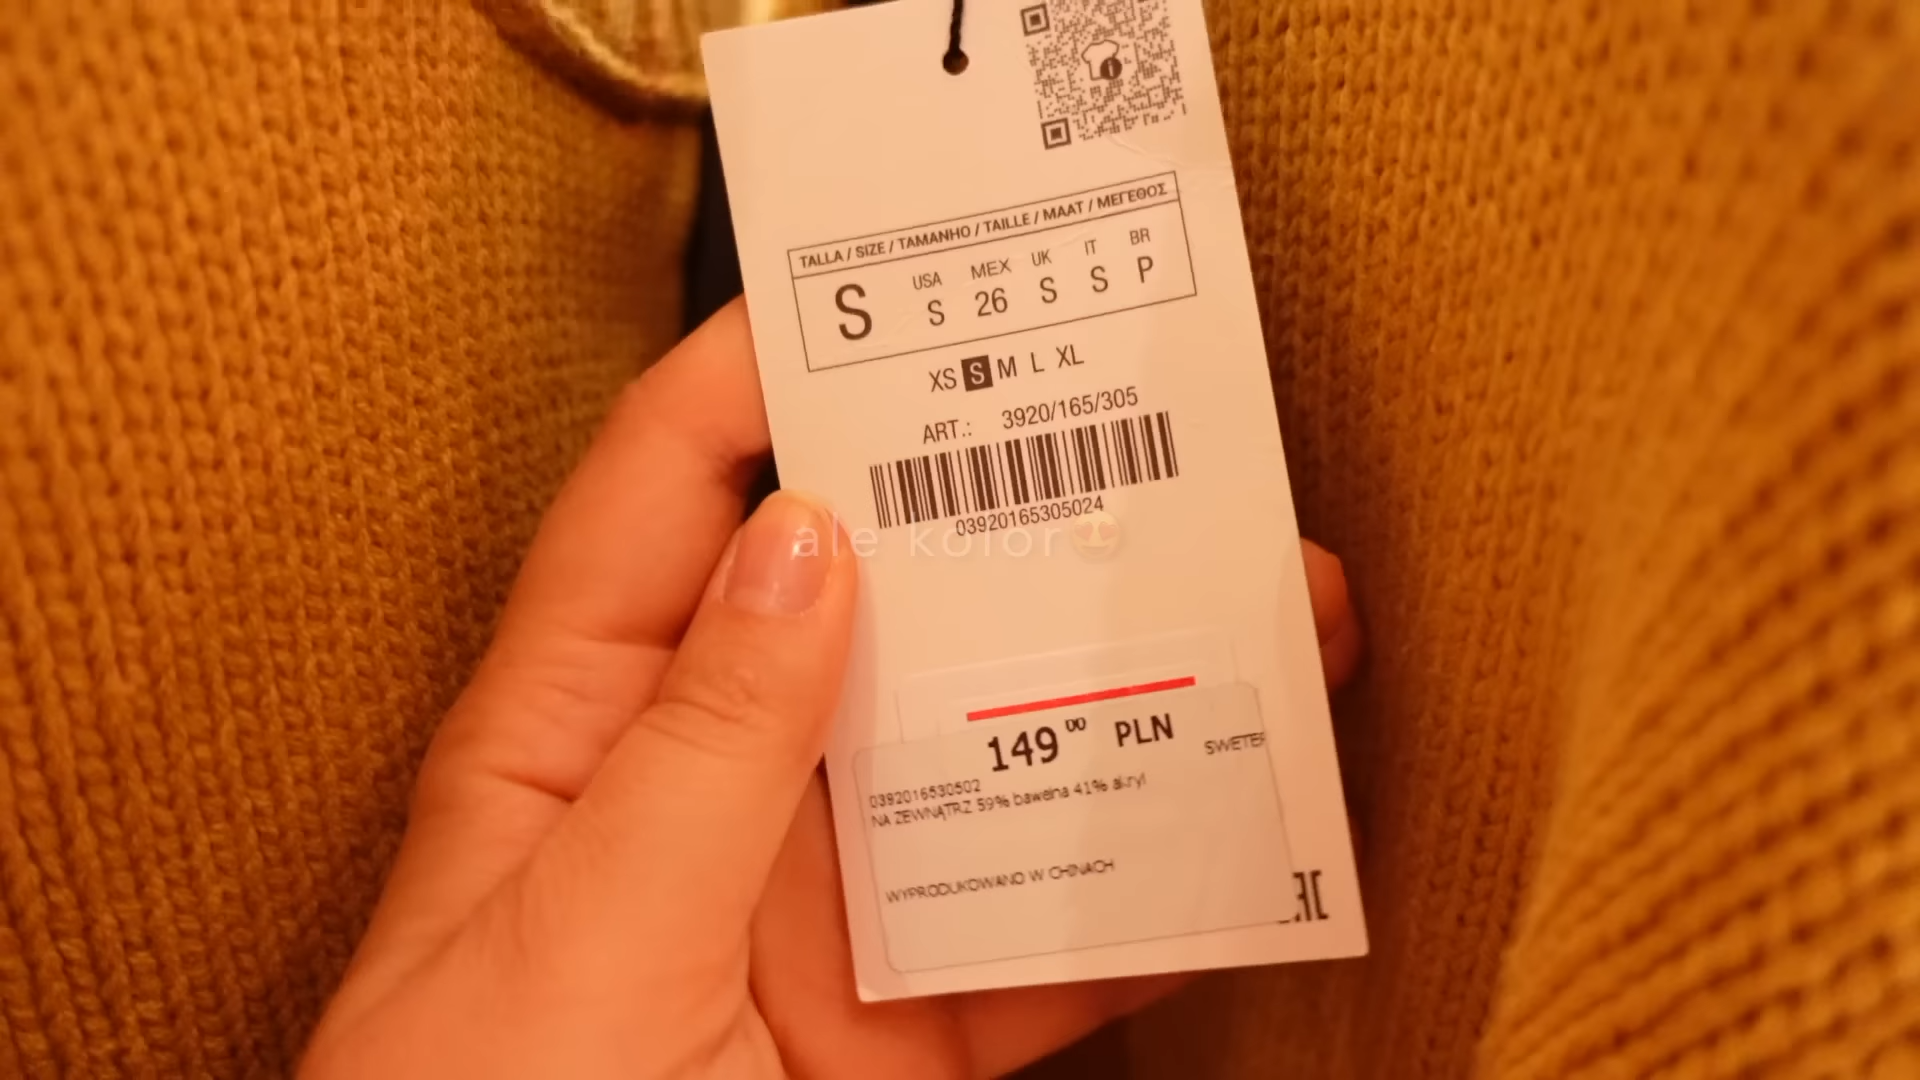 TALLA / SIZE / TAMANHO / TAILLE / MAAT / ΜΕΓΕΘΟΣ
USA MEX UK IT BR
S S 26 S S P
XS S M L XL
ART.: 3920/165/305
03920165305024
ale kolor😍
149 00 PLN
SWETER
0392016530502
NA ZEWNĄTRZ 59% bawełna 41% akryl
WYPRODUKOWANO W CHINACH